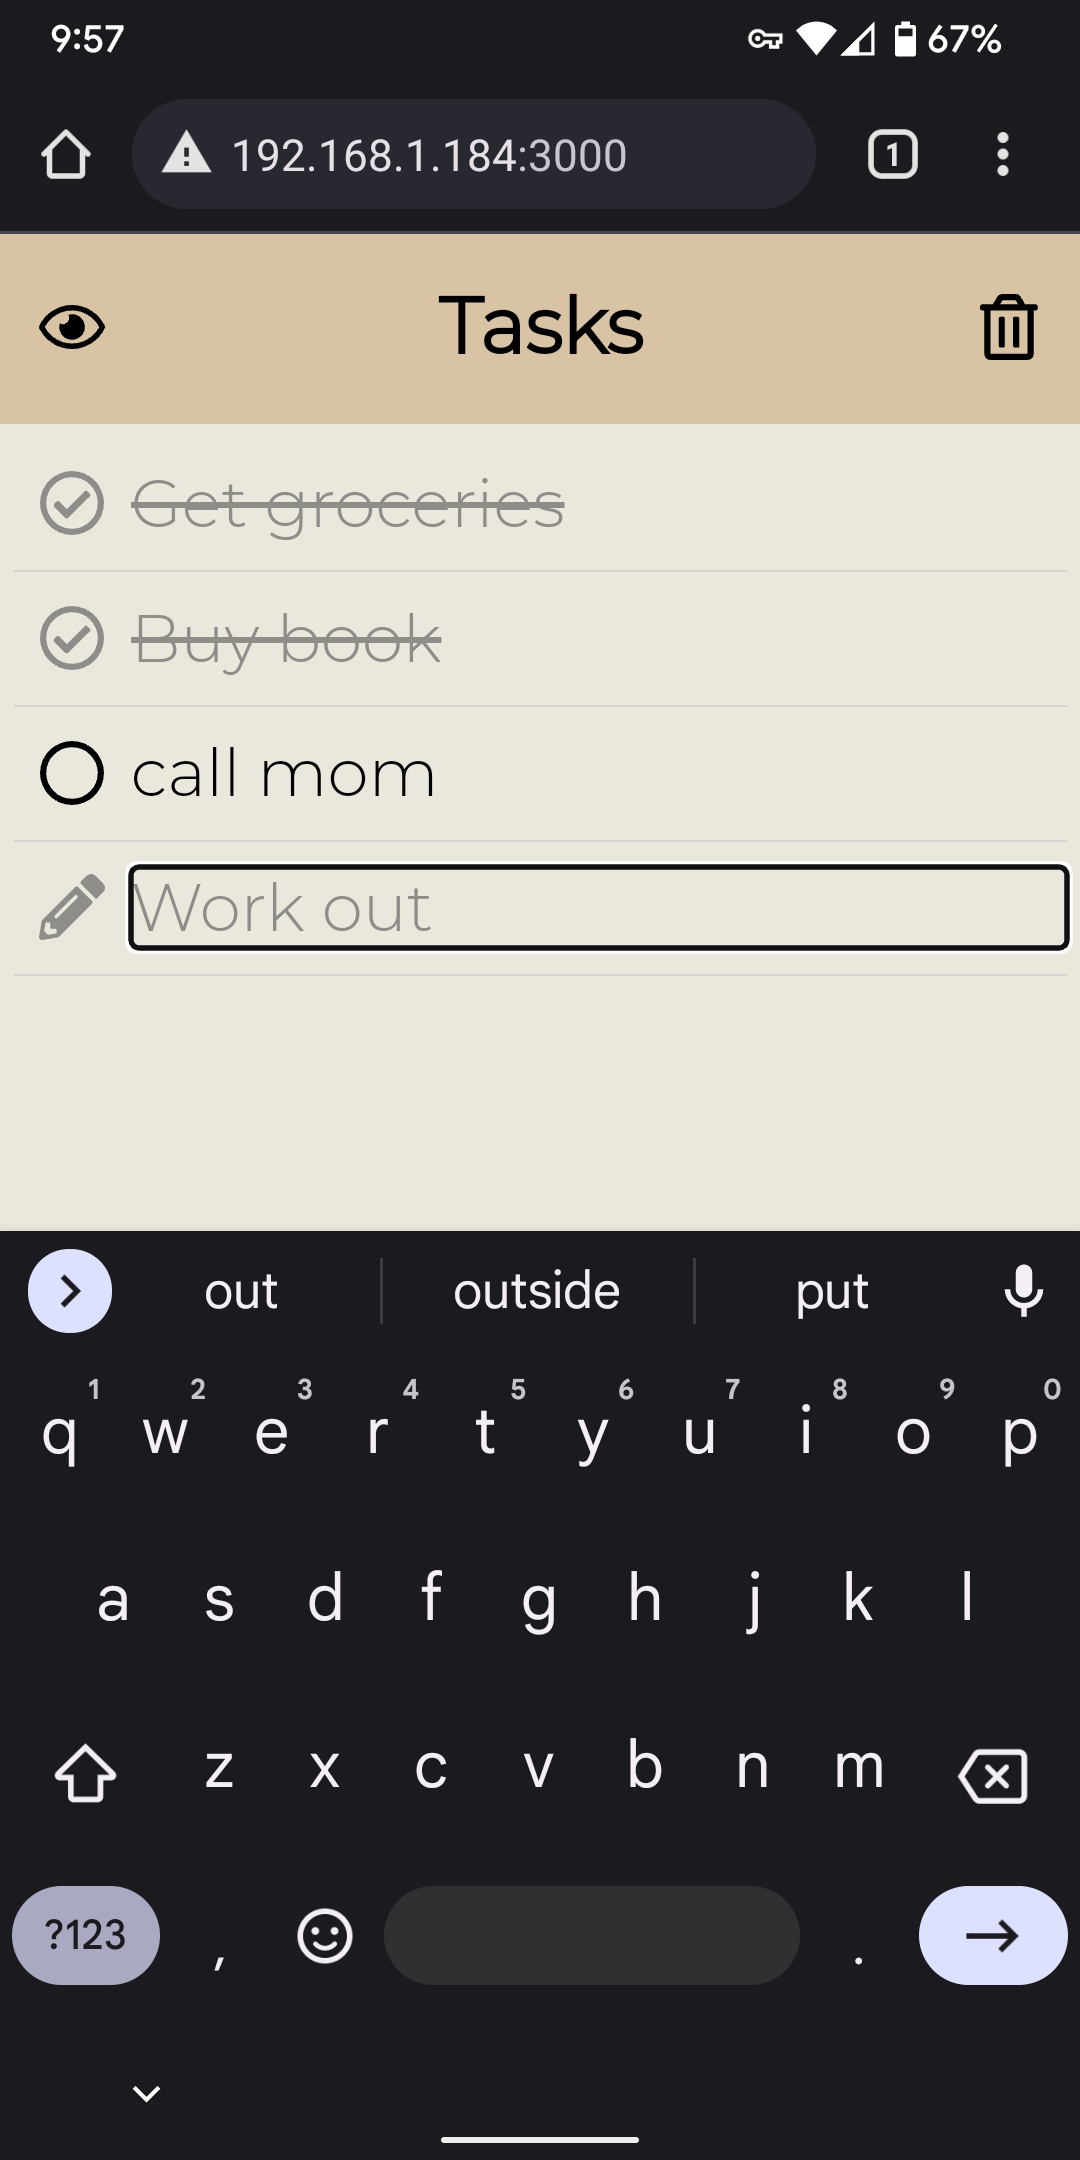 9:57 67%
192.168.1.184:3000 1
Tasks
Get groceries
Buy book
call mom
Work out
out outside put
1 2 3 4 5 6 7 8 9 0
q w e r t y u i o p
a s d f g h j k l
z x c v b n m
?123 , .